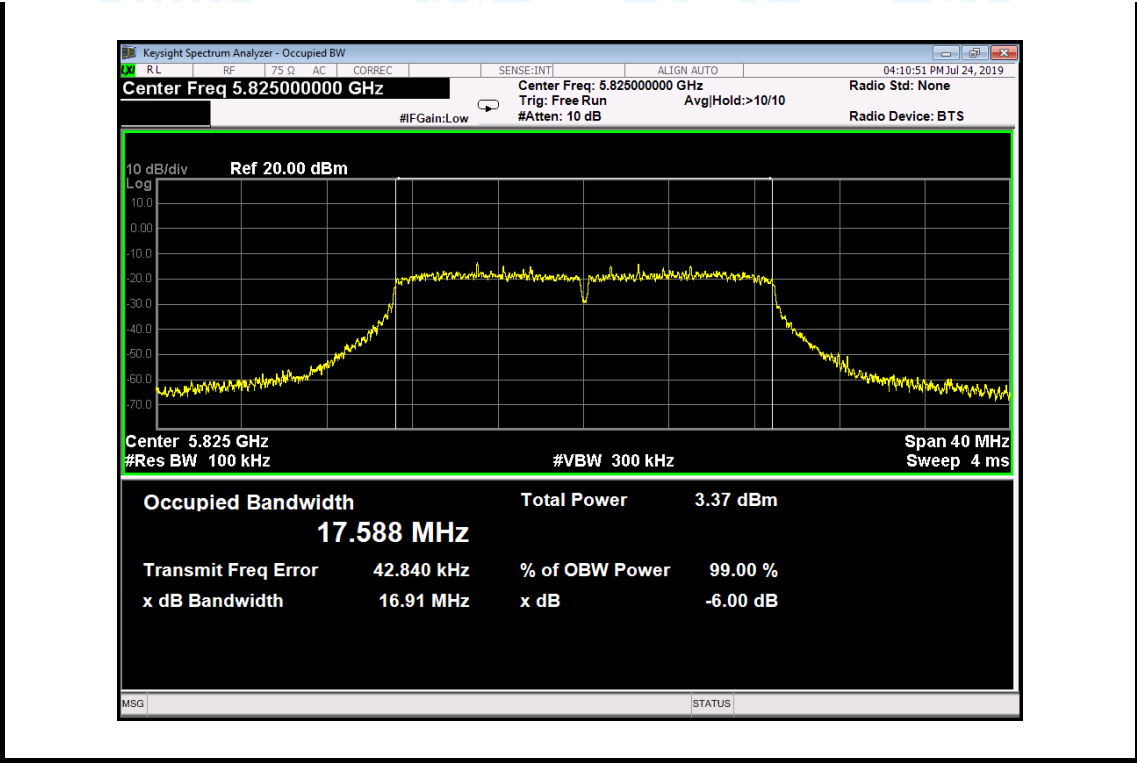 Keysight Spectrum Analyzer - Occupied BW
LXI RL RF 75 Ω AC CORREC SENSE:INT ALIGN AUTO 04:10:51 PM Jul 24, 2019
Center Freq 5.825000000 GHz Center Freq: 5.825000000 GHz Radio Std: None
Trig: Free Run Avg|Hold:>10/10
#IFGain:Low #Atten: 10 dB Radio Device: BTS
10 dB/div Ref 20.00 dBm
Log
10.0
0.00
-10.0
-20.0
-30.0
-40.0
-50.0
-60.0
-70.0
Center 5.825 GHz Span 40 MHz
#Res BW 100 kHz #VBW 300 kHz Sweep 4 ms
Occupied Bandwidth Total Power 3.37 dBm
17.588 MHz
Transmit Freq Error 42.840 kHz % of OBW Power 99.00 %
x dB Bandwidth 16.91 MHz x dB -6.00 dB
MSG STATUS